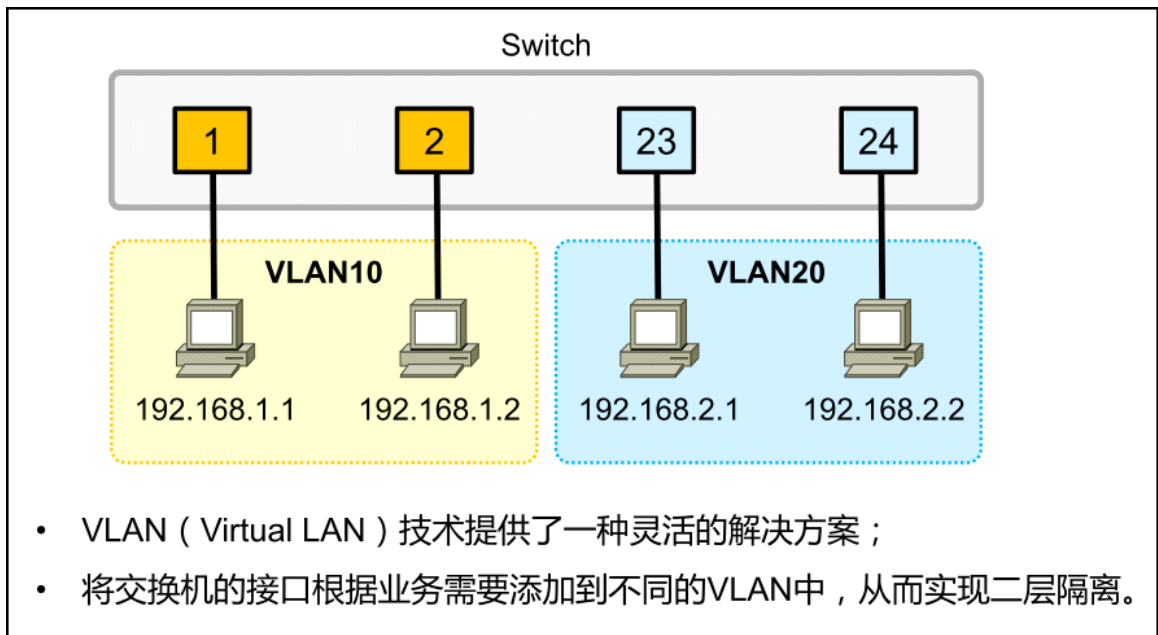 Switch
1 2 23 24
VLAN10 VLAN20
192.168.1.1 192.168.1.2 192.168.2.1 192.168.2.2
• VLAN（Virtual LAN）技术提供了一种灵活的解决方案；
• 将交换机的接口根据业务需要添加到不同的VLAN中，从而实现二层隔离。